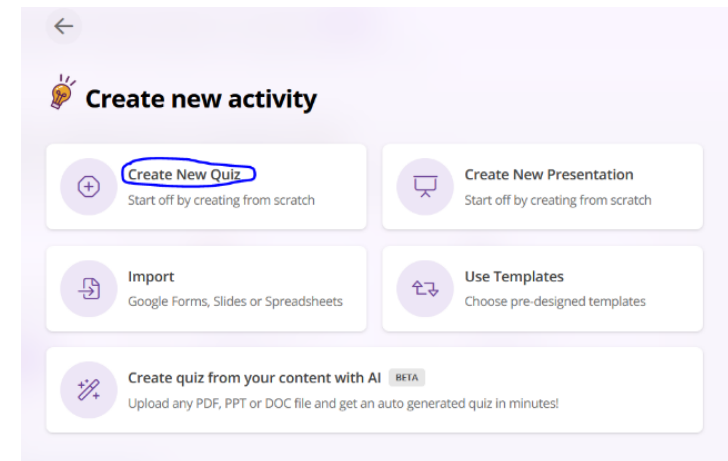 Create new activity
Create New Quiz
Start off by creating from scratch
Create New Presentation
Start off by creating from scratch
Import
Google Forms, Slides or Spreadsheets
Use Templates
Choose pre-designed templates
Create quiz from your content with AI BETA
Upload any PDF, PPT or DOC file and get an auto generated quiz in minutes!